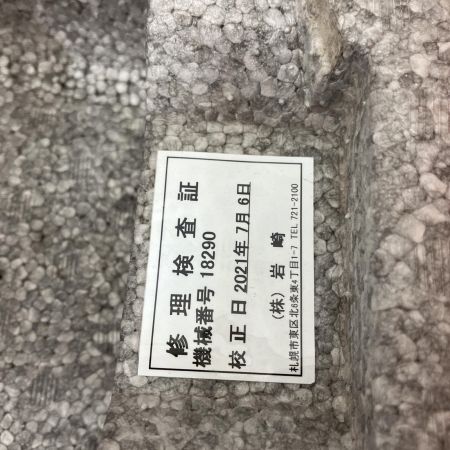 修理検査証
機械番号 18290
校正日 2021年 7月 6日
(株)岩崎
札幌市東区北6条東4丁目1-7 TEL 721-2100